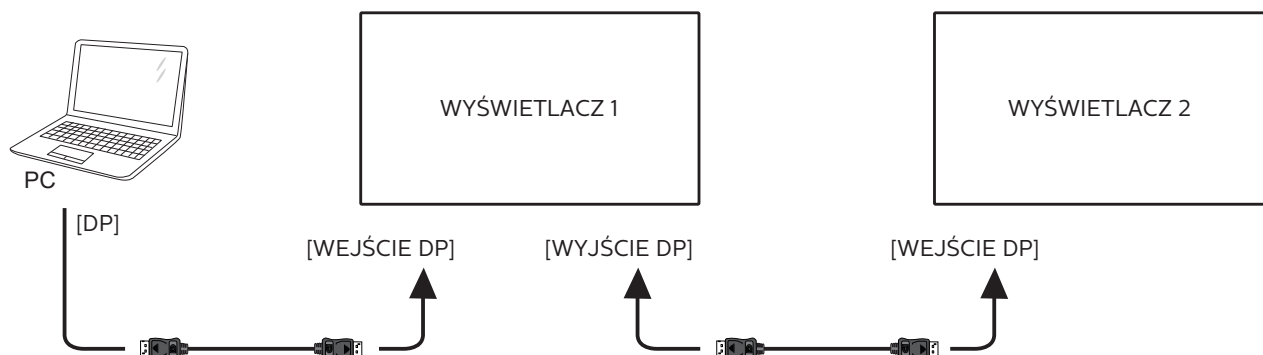 WYŚWIETLACZ 1
WYŚWIETLACZ 2
PC
[DP]
[WEJŚCIE DP]
[WYJŚCIE DP]
[WEJŚCIE DP]